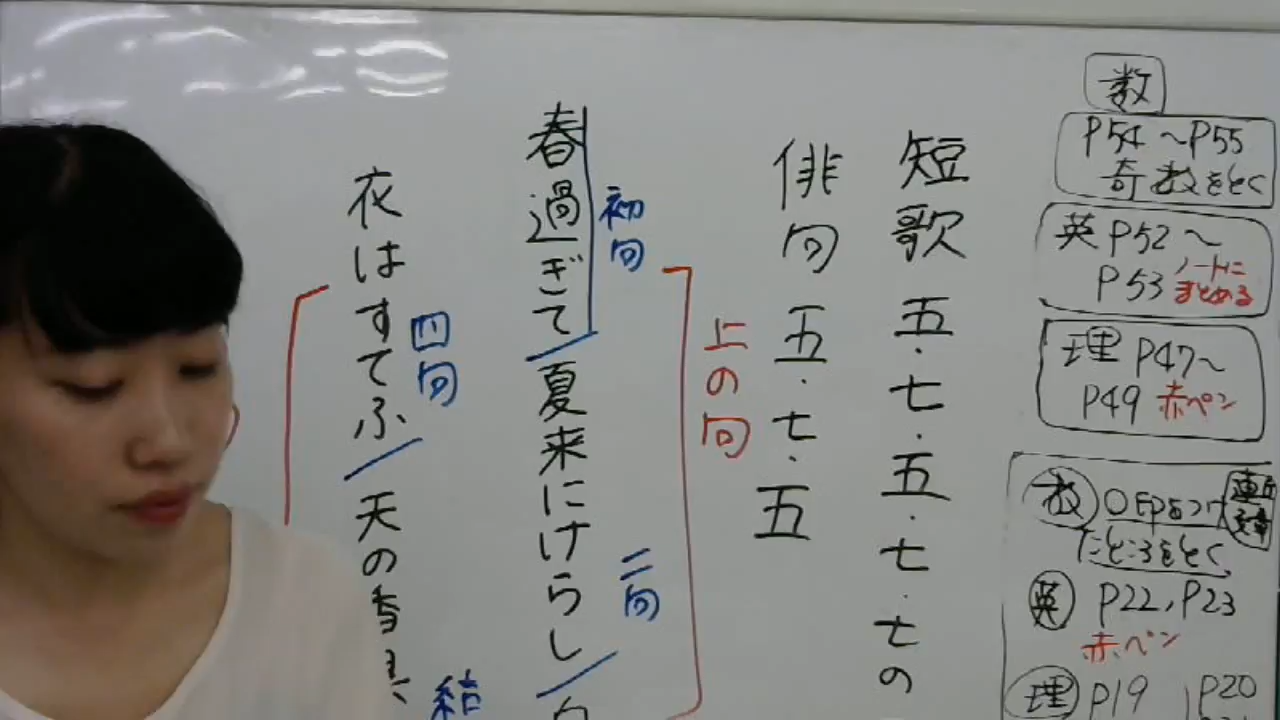 短歌 五・七・五・七・七の
俳句 五・七・五
上の句
初句
春過ぎて/夏来にけらし/
二句
四句
衣はすてふ/天の香具
結
数
P54〜P55
奇数をとく
英 P52〜
P53 ノートに
まとめる
理 P47〜
P49 赤ペン
数 〇印をつけ
たところをとく
英 P22,P23
赤ペン
理 P19 P20